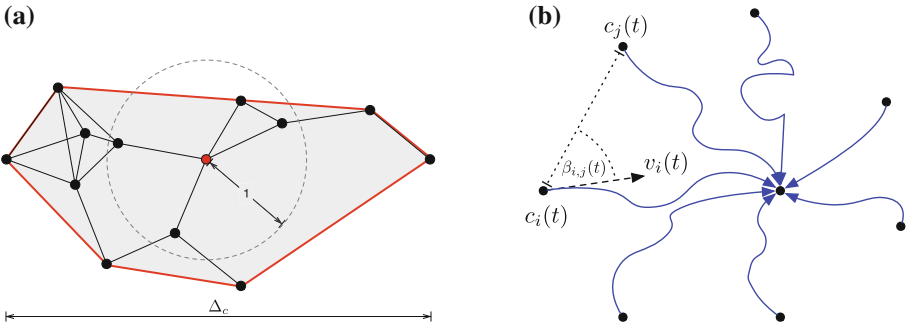 (a)
1
Δ_c
(b)
c_j(t)
β_{i,j}(t)
v_i(t)
c_i(t)